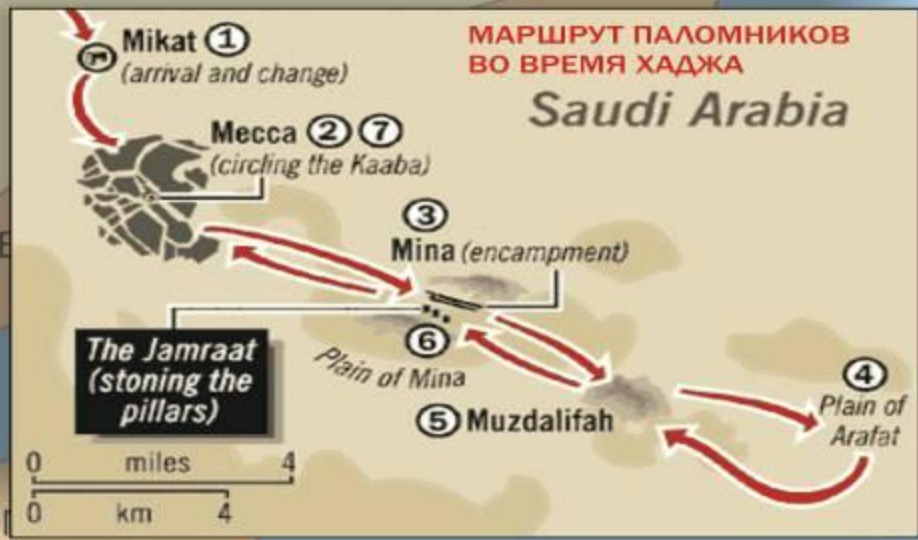 МАРШРУТ ПАЛОМНИКОВ
ВО ВРЕМЯ ХАДЖА
Saudi Arabia
Mikat 1
(arrival and change)
Mecca 2 7
(circling the Kaaba)
3
Mina (encampment)
The Jamraat
(stoning the
pillars)
6
Plain of Mina
4
Plain of
Arafat
5 Muzdalifah
0 miles 4
0 km 4